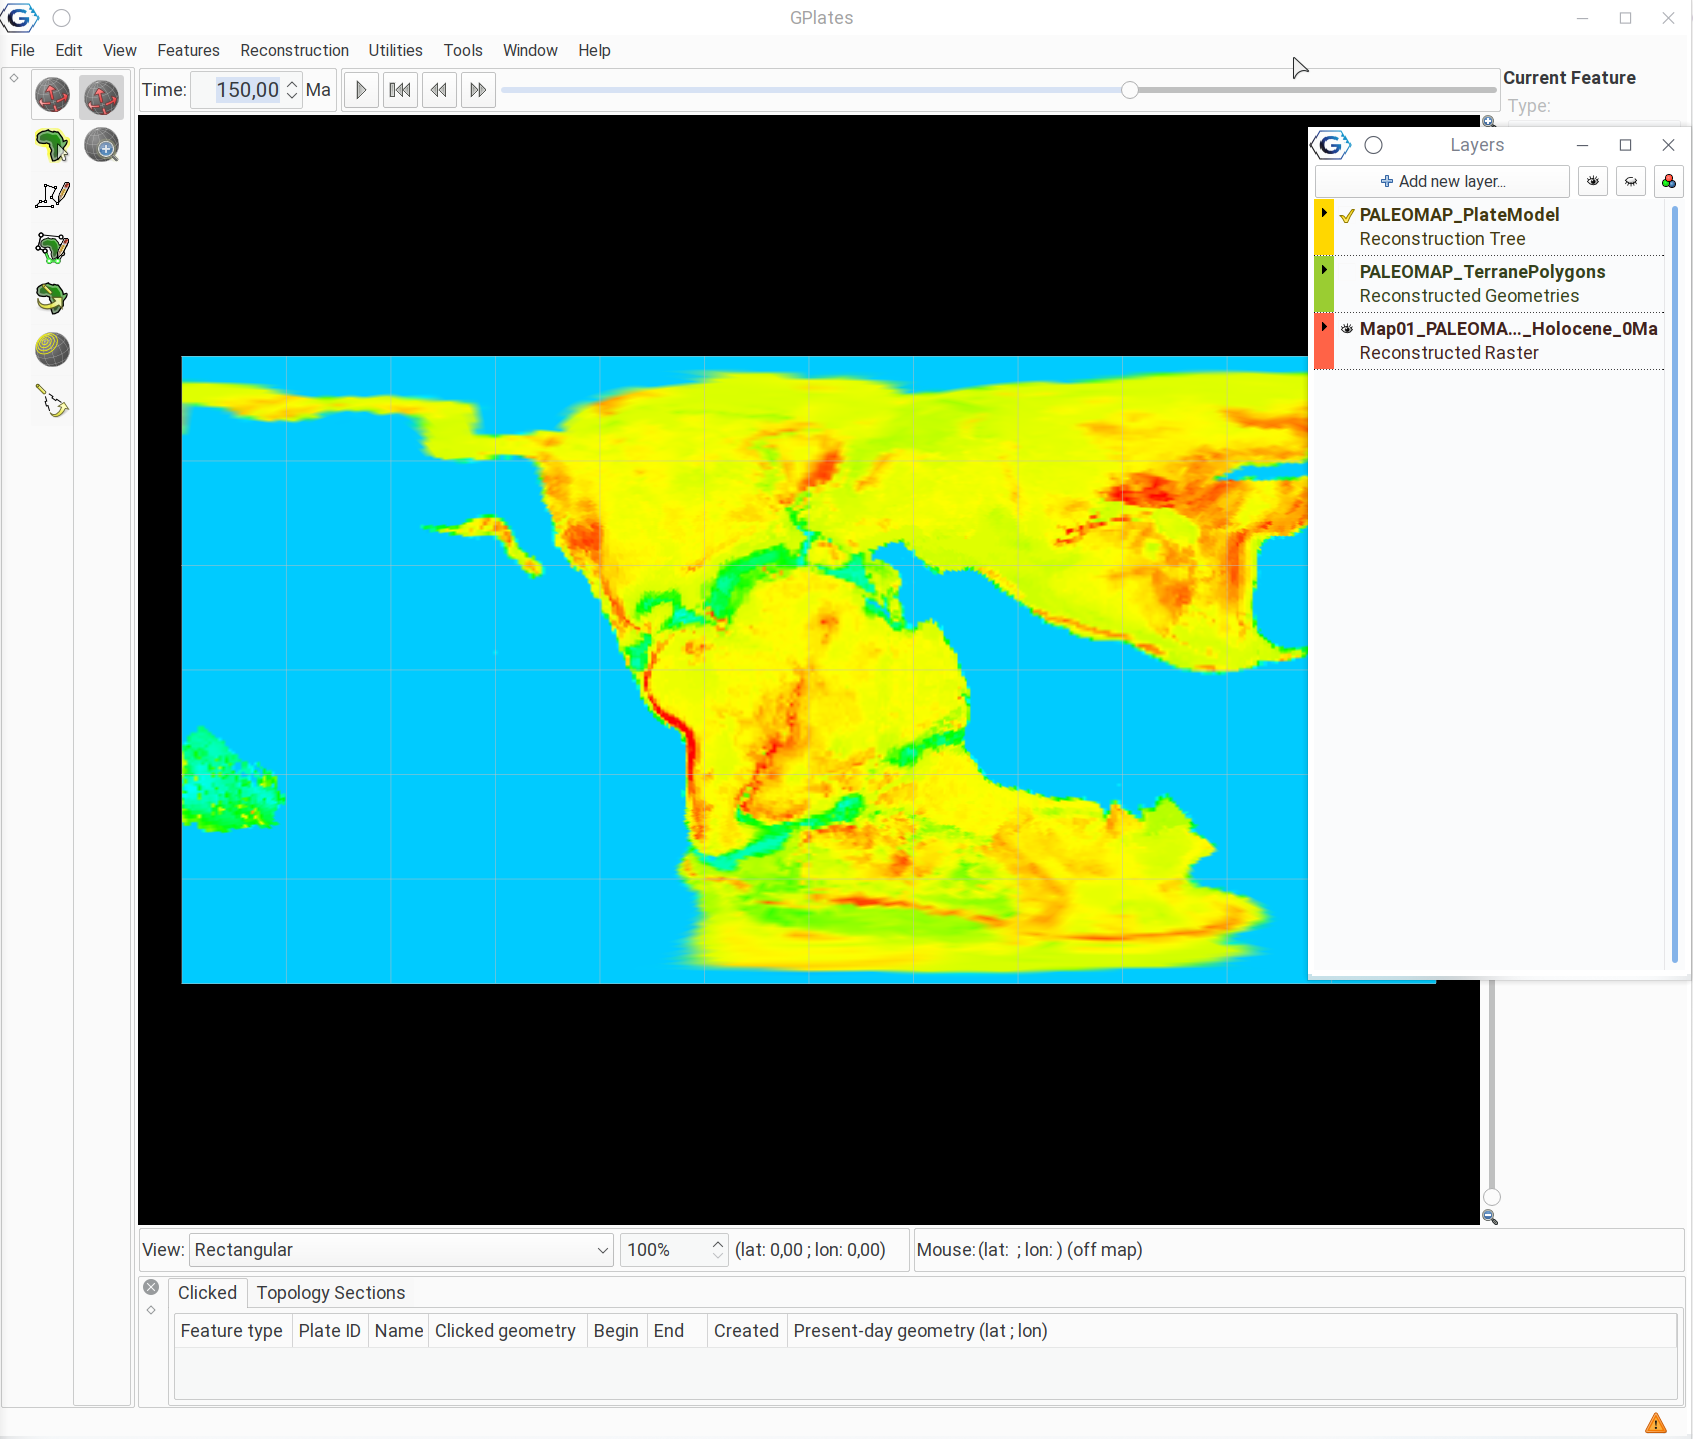 GPlates
File Edit View Features Reconstruction Utilities Tools Window Help
Time: 150,00 Ma
Current Feature
Type:
Layers
Add new layer...
PALEOMAP_PlateModel
Reconstruction Tree
PALEOMAP_TerranePolygons
Reconstructed Geometries
Map01_PALEOMA..._Holocene_0Ma
Reconstructed Raster
View: Rectangular 100% (lat: 0,00 ; lon: 0,00) Mouse: (lat: ; lon: ) (off map)
Clicked Topology Sections
Feature type Plate ID Name Clicked geometry Begin End Created Present-day geometry (lat ; lon)